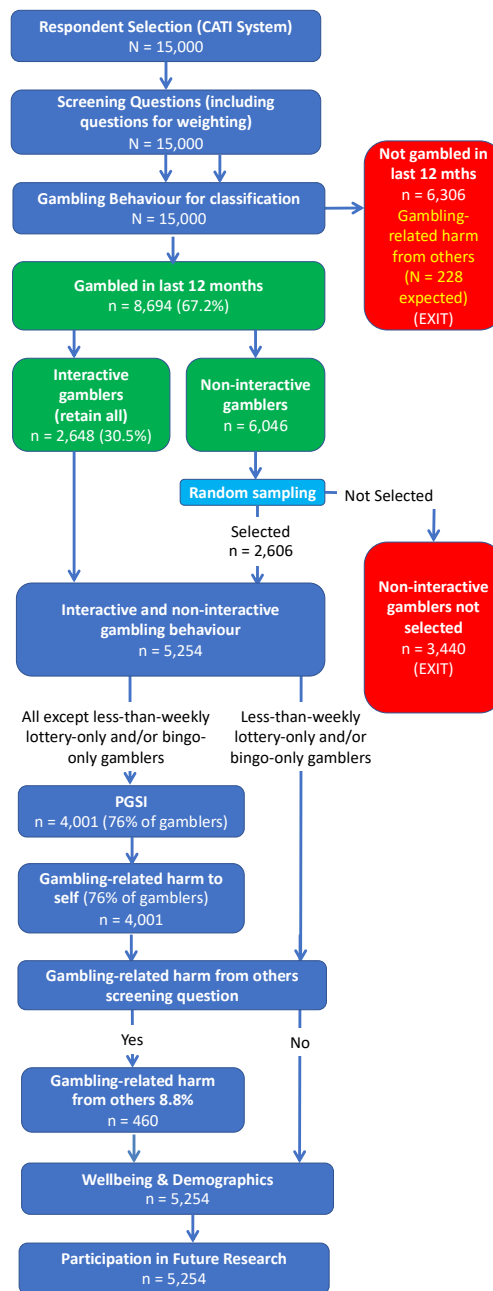 Respondent Selection (CATI System)
N = 15,000
Screening Questions (including
questions for weighting)
N = 15,000
Gambling Behaviour for classification
N = 15,000
Not gambled in
last 12 mths
n = 6,306
Gambling-
related harm
from others
(N = 228
expected)
(EXIT)
Gambled in last 12 months
n = 8,694 (67.2%)
Interactive
gamblers
(retain all)
n = 2,648 (30.5%)
Non-interactive
gamblers
n = 6,046
Random sampling
Not Selected
Selected
n = 2,606
Non-interactive
gamblers not
selected
n = 3,440
(EXIT)
Interactive and non-interactive
gambling behaviour
n = 5,254
All except less-than-weekly
lottery-only and/or bingo-
only gamblers
Less-than-weekly
lottery-only and/or
bingo-only gamblers
PGSI
n = 4,001 (76% of gamblers)
Gambling-related harm to
self (76% of gamblers)
n = 4,001
Gambling-related harm from others
screening question
Yes
No
Gambling-related harm
from others 8.8%
n = 460
Wellbeing & Demographics
n = 5,254
Participation in Future Research
n = 5,254